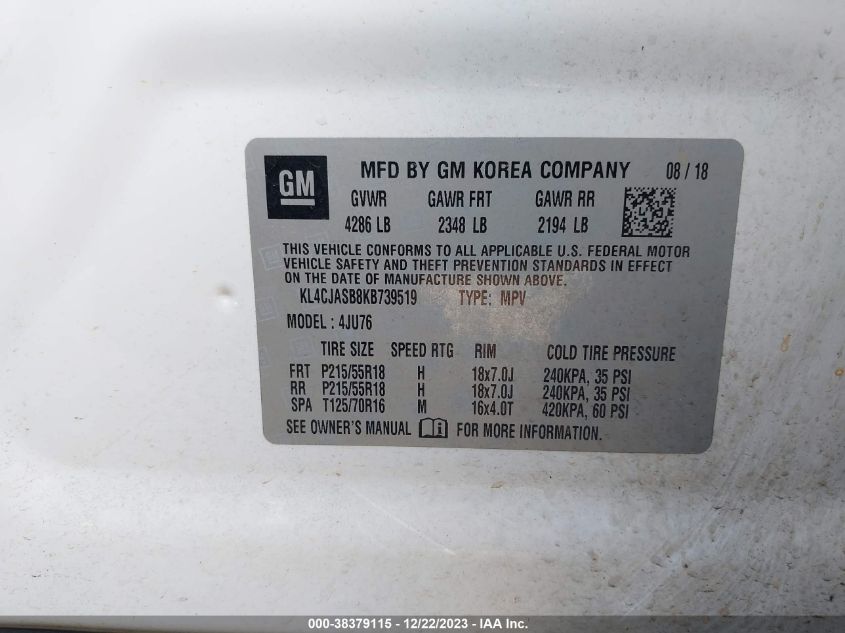 GM
MFD BY GM KOREA COMPANY 08 / 18
GVWR GAWR FRT GAWR RR
4286 LB 2348 LB 2194 LB
THIS VEHICLE CONFORMS TO ALL APPLICABLE U.S. FEDERAL MOTOR
VEHICLE SAFETY AND THEFT PREVENTION STANDARDS IN EFFECT
ON THE DATE OF MANUFACTURE SHOWN ABOVE.
KL4CJASB8KB739519 TYPE: MPV
MODEL : 4JU76
TIRE SIZE SPEED RTG RIM COLD TIRE PRESSURE
FRT P215/55R18 H 18x7.0J 240KPA, 35 PSI
RR P215/55R18 H 18x7.0J 240KPA, 35 PSI
SPA T125/70R16 M 16x4.0T 420KPA, 60 PSI
SEE OWNER'S MANUAL FOR MORE INFORMATION.
000-38379115 - 12/22/2023 - IAA Inc.